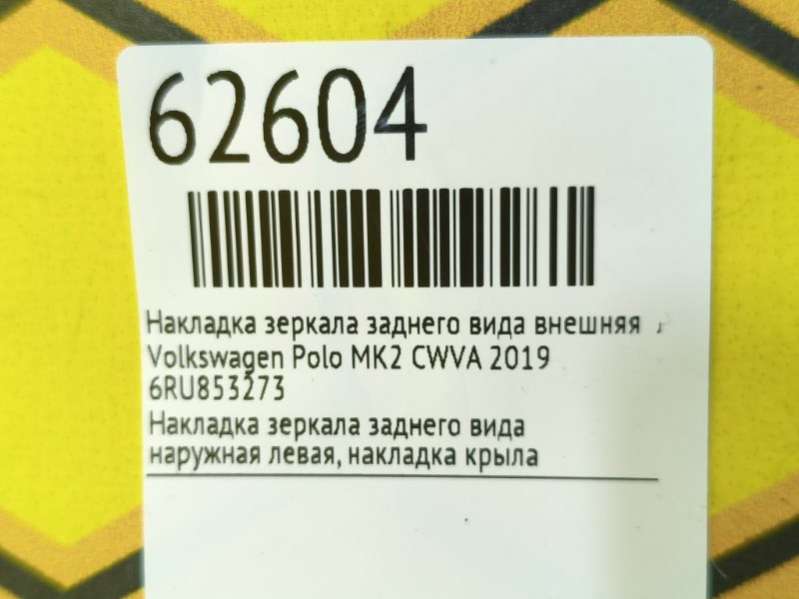 62604
Накладка зеркала заднего вида внешняя
Volkswagen Polo MK2 CWVA 2019
6RU853273
Накладка зеркала заднего вида
наружная левая, накладка крыла